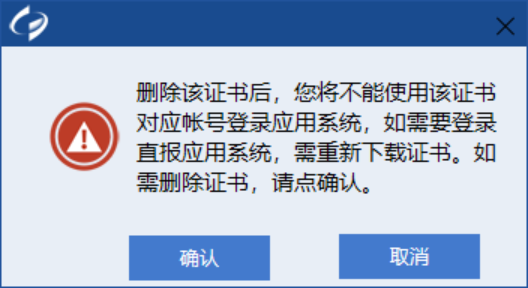 删除该证书后，您将不能使用该证书
对应帐号登录应用系统，如需要登录
直报应用系统，需重新下载证书。如
需删除证书，请点确认。
确认
取消